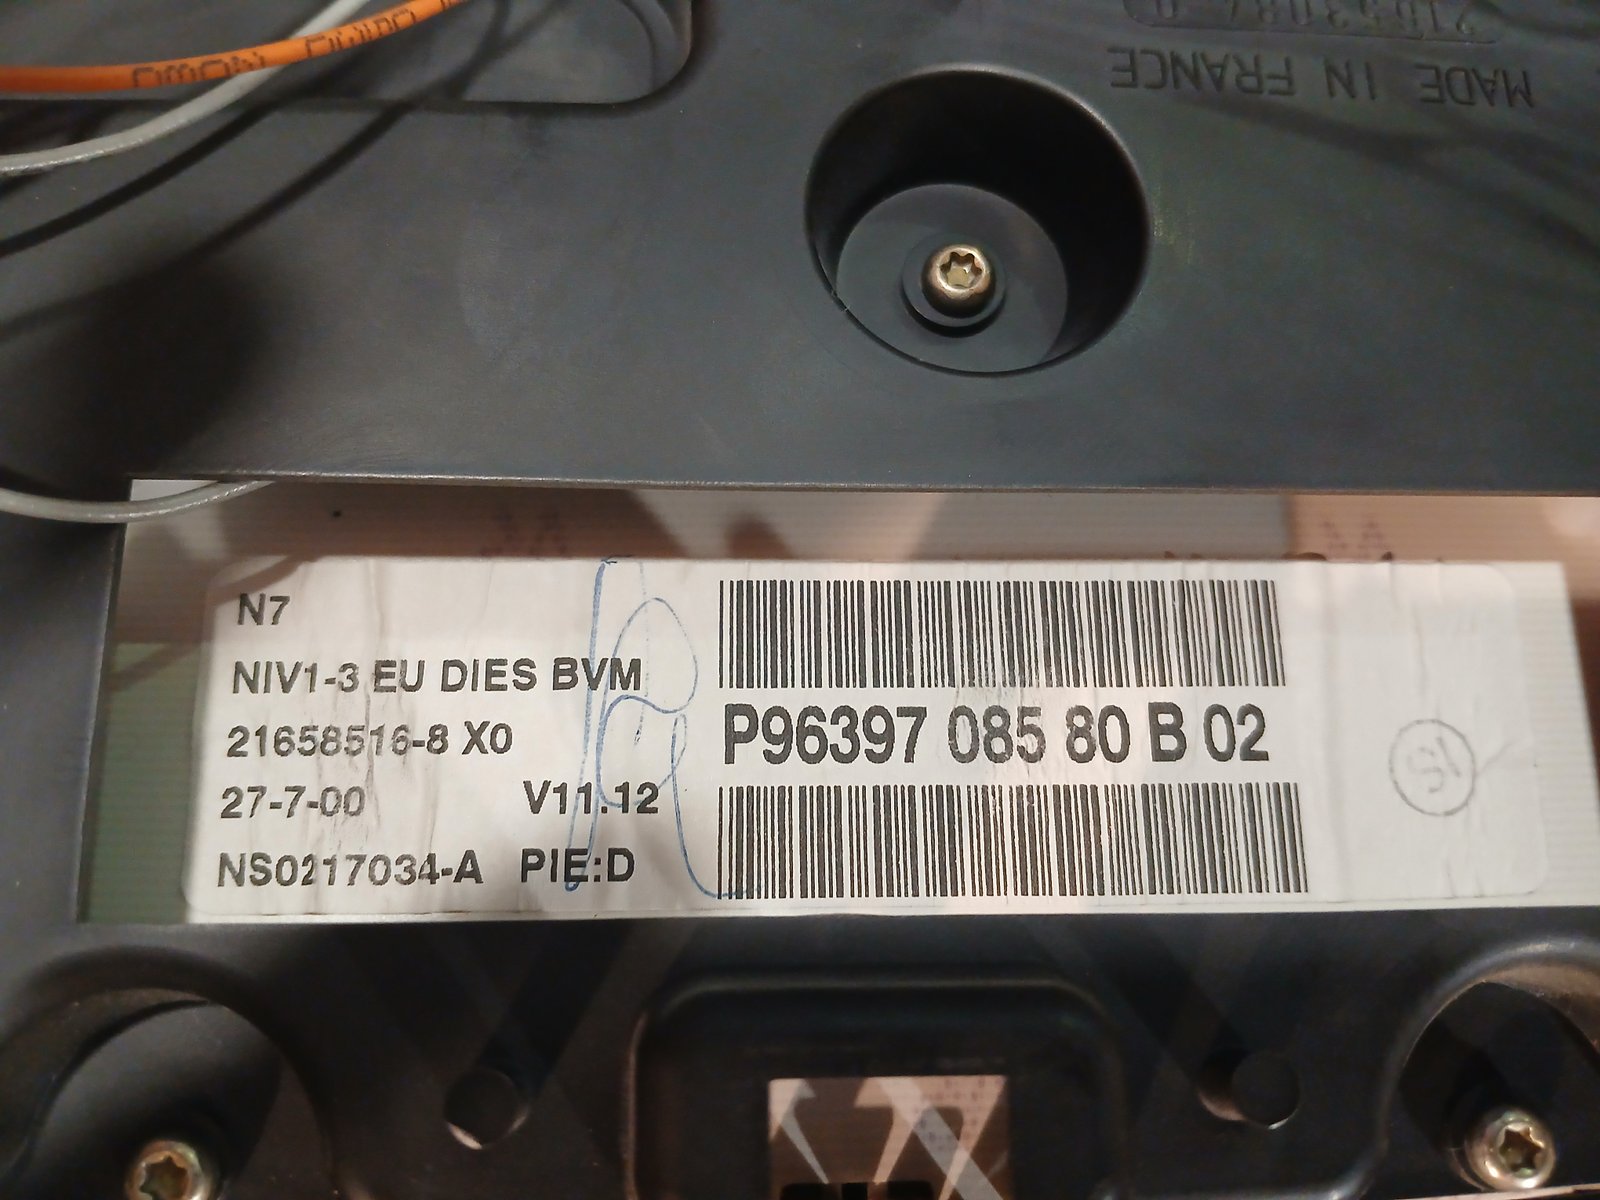 MADE IN FRANCE
N7
NIV1-3 EU DIES BVM
21658516-8 X0
27-7-00 V11.12
NS0217034-A PIE:D
P96397 085 80 B 02